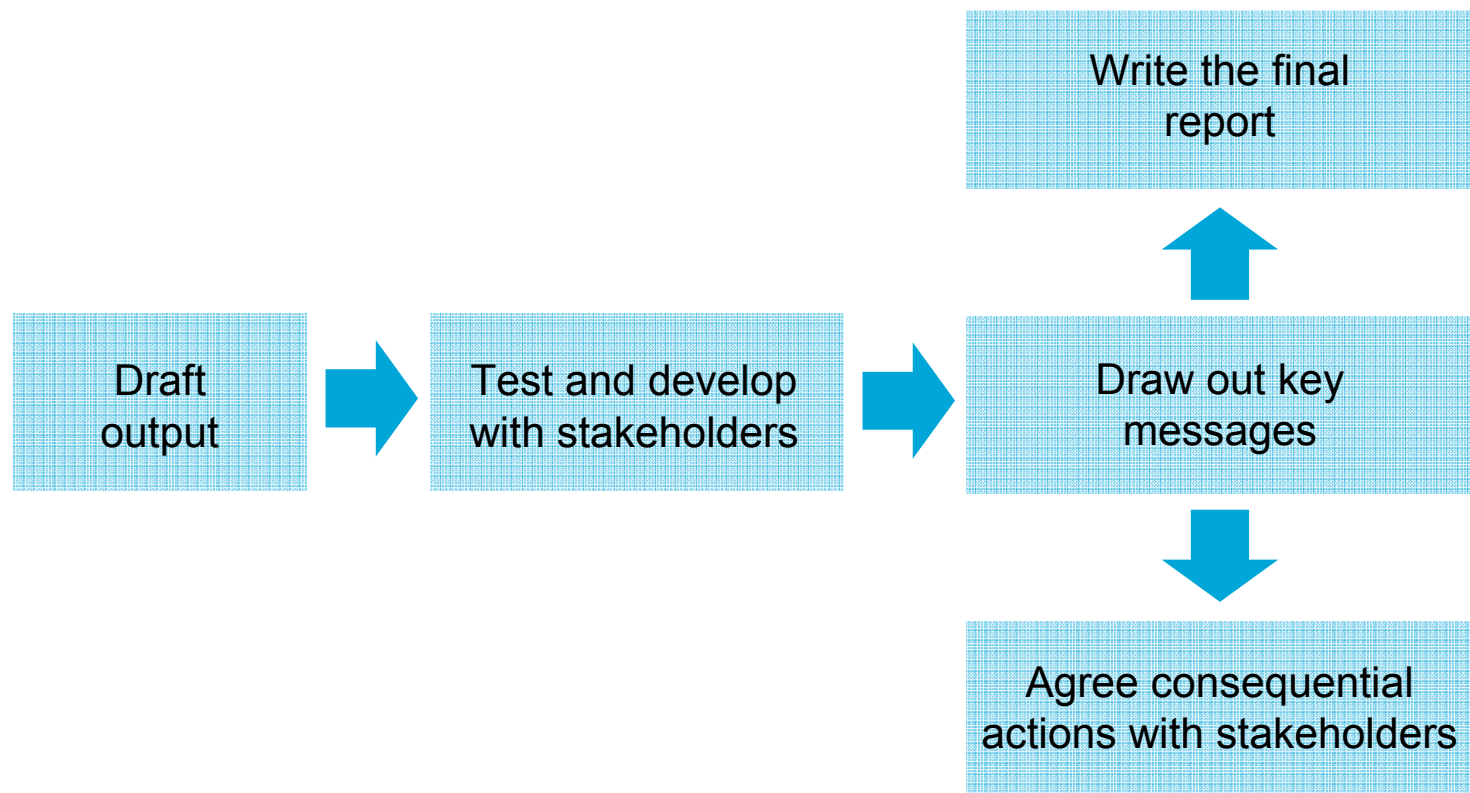 Write the final
report
Draft
output
Test and develop
with stakeholders
Draw out key
messages
Agree consequential
actions with stakeholders